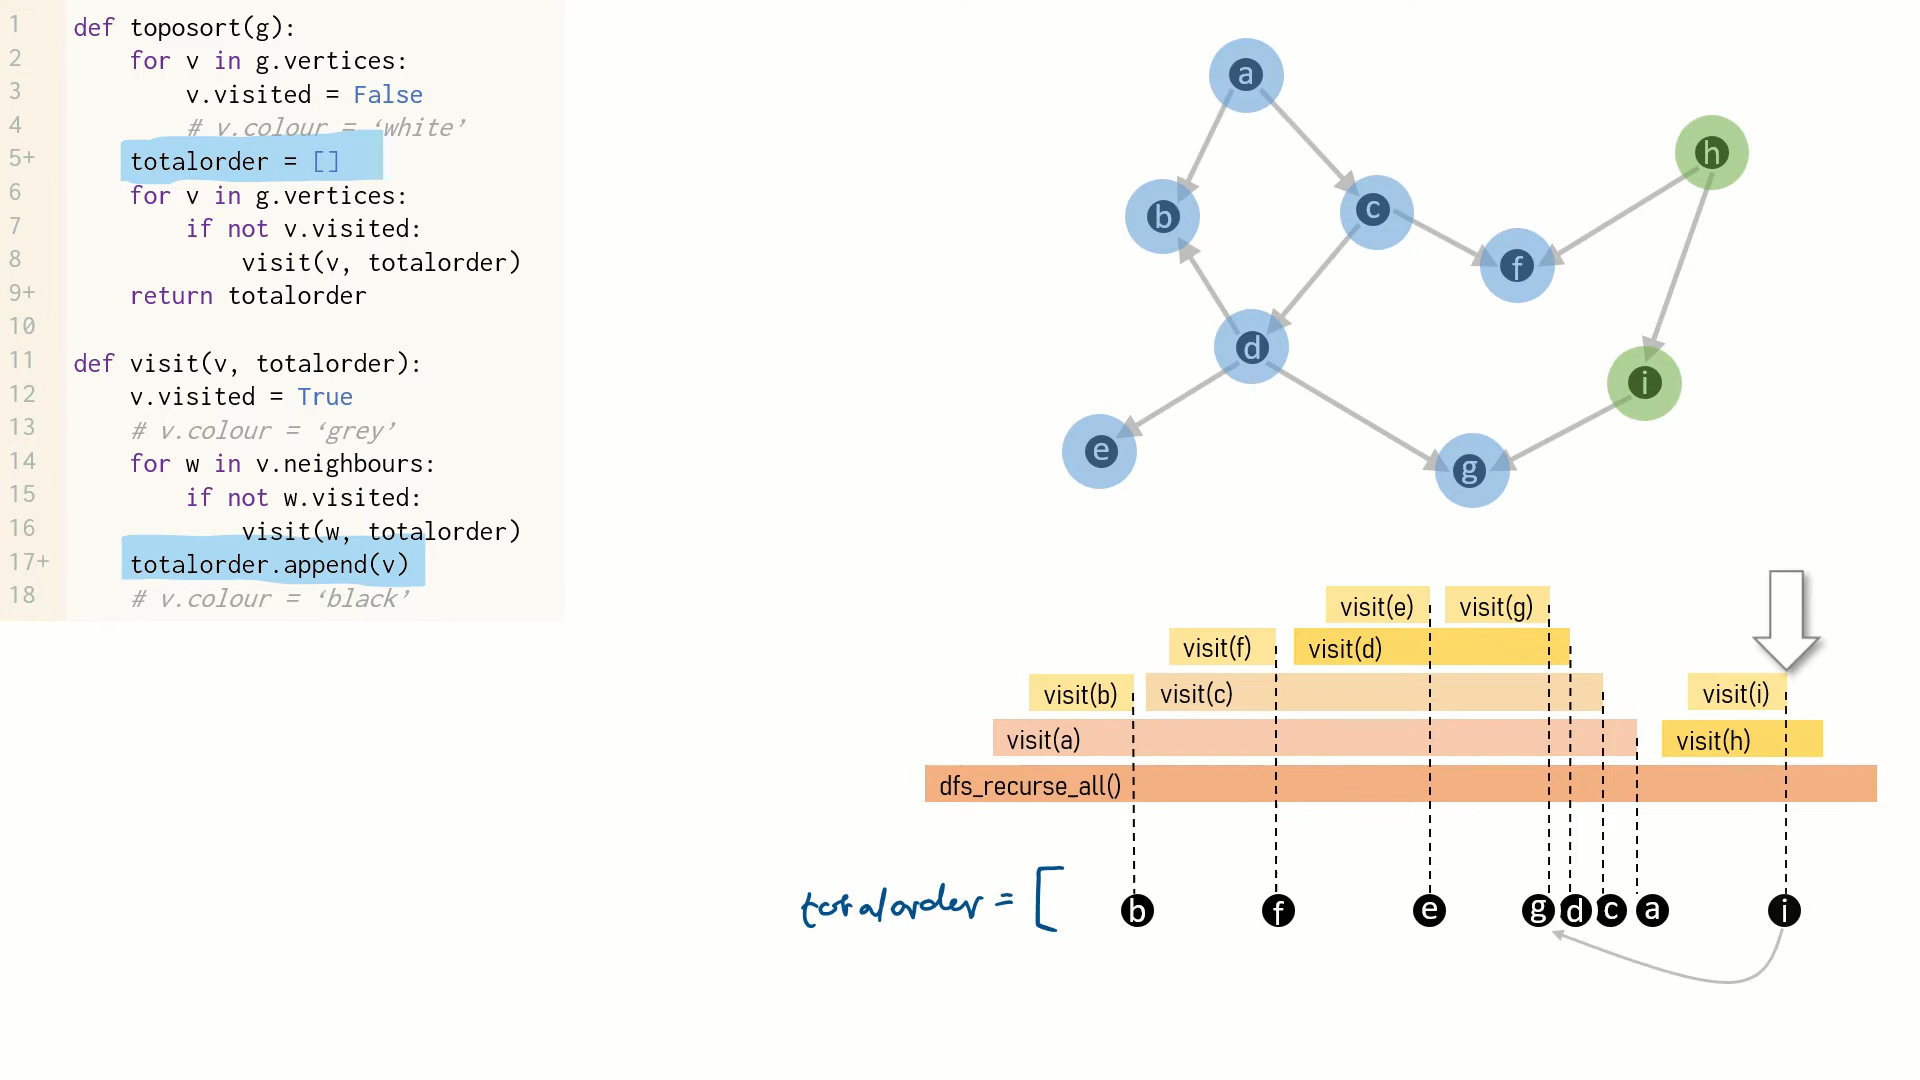 1 def toposort(g):
2 for v in g.vertices:
3 v.visited = False
4 # v.colour = ‘white’
5+ totalorder = []
6 for v in g.vertices:
7 if not v.visited:
8 visit(v, totalorder)
9+ return totalorder
10
11 def visit(v, totalorder):
12 v.visited = True
13 # v.colour = ‘grey’
14 for w in v.neighbours:
15 if not w.visited:
16 visit(w, totalorder)
17+ totalorder.append(v)
18 # v.colour = ‘black’
a
h
b
c
f
d
i
e
g
visit(e) visit(g)
visit(f) visit(d)
visit(b) visit(c) visit(i)
visit(a) visit(h)
dfs_recurse_all()
totalorder = [ b f e g d c a i